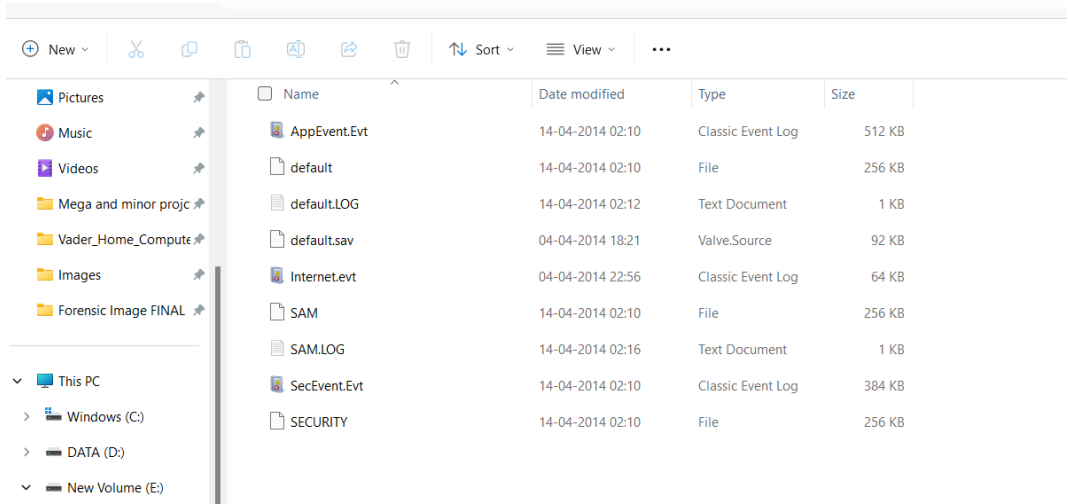 New Sort View
Name Date modified Type Size
Pictures
Music
Videos
Mega and minor projc
Vader_Home_Compute
Images
Forensic Image FINAL
This PC
Windows (C:)
DATA (D:)
New Volume (E:)
AppEvent.Evt 14-04-2014 02:10 Classic Event Log 512 KB
default 14-04-2014 02:10 File 256 KB
default.LOG 14-04-2014 02:12 Text Document 1 KB
default.sav 04-04-2014 18:21 Valve.Source 92 KB
Internet.evt 04-04-2014 22:56 Classic Event Log 64 KB
SAM 14-04-2014 02:10 File 256 KB
SAM.LOG 14-04-2014 02:16 Text Document 1 KB
SecEvent.Evt 14-04-2014 02:10 Classic Event Log 384 KB
SECURITY 14-04-2014 02:10 File 256 KB